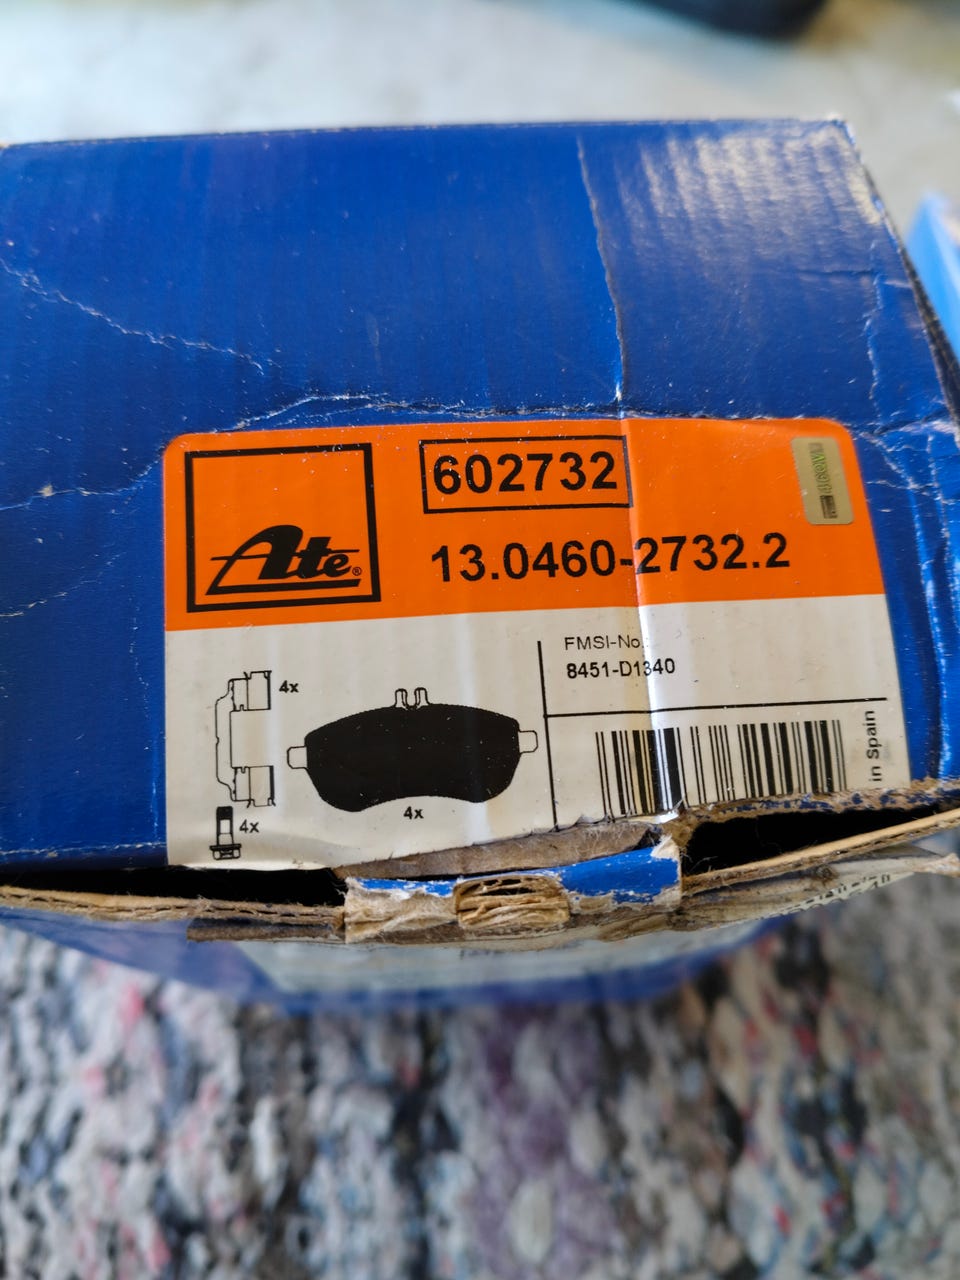 602732
Ate®
13.0460-2732.2
FMSI-No.:
8451-D1340
4x
4x
4x
in Spain